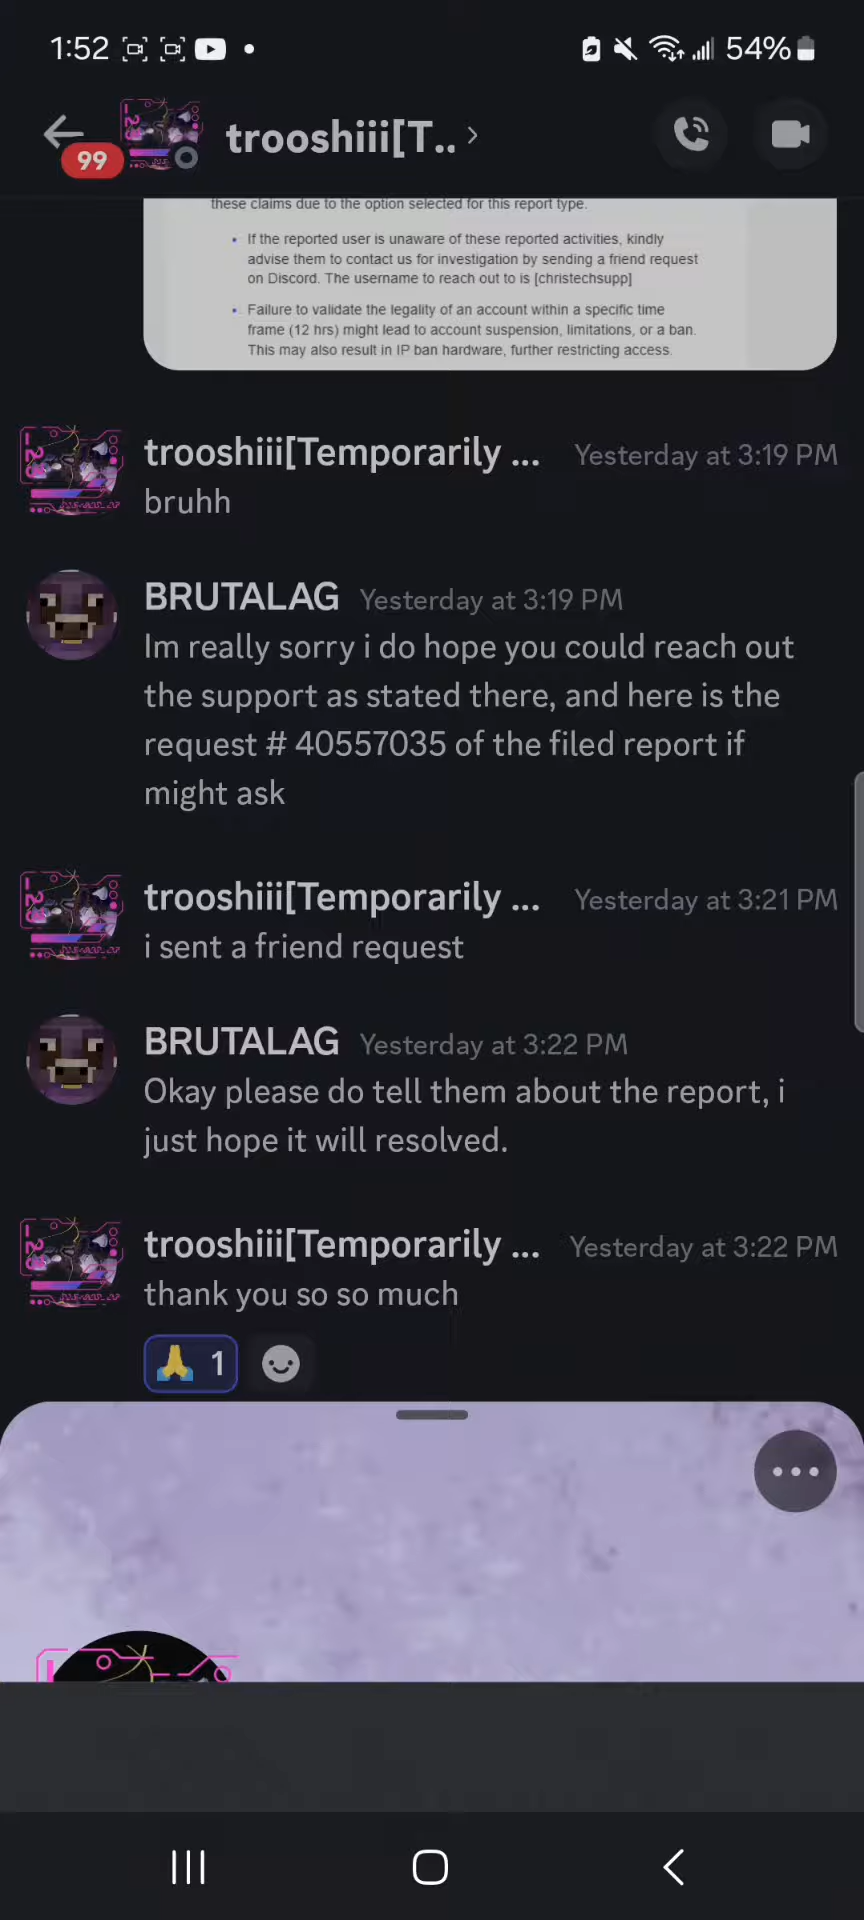 1:52
54%
99
trooshiii[T..
these claims due to the option selected for this report type.
If the reported user is unaware of these reported activities, kindly
advise them to contact us for investigation by sending a friend request
on Discord. The username to reach out to is [christechsupp]
Failure to validate the legality of an account within a specific time
frame (12 hrs) might lead to account suspension, limitations, or a ban.
This may also result in IP ban hardware, further restricting access.
trooshiii[Temporarily ... Yesterday at 3:19 PM
bruhh
BRUTALAG Yesterday at 3:19 PM
Im really sorry i do hope you could reach out
the support as stated there, and here is the
request # 40557035 of the filed report if
might ask
trooshiii[Temporarily ... Yesterday at 3:21 PM
i sent a friend request
BRUTALAG Yesterday at 3:22 PM
Okay please do tell them about the report, i
just hope it will resolved.
trooshiii[Temporarily ... Yesterday at 3:22 PM
thank you so so much
1